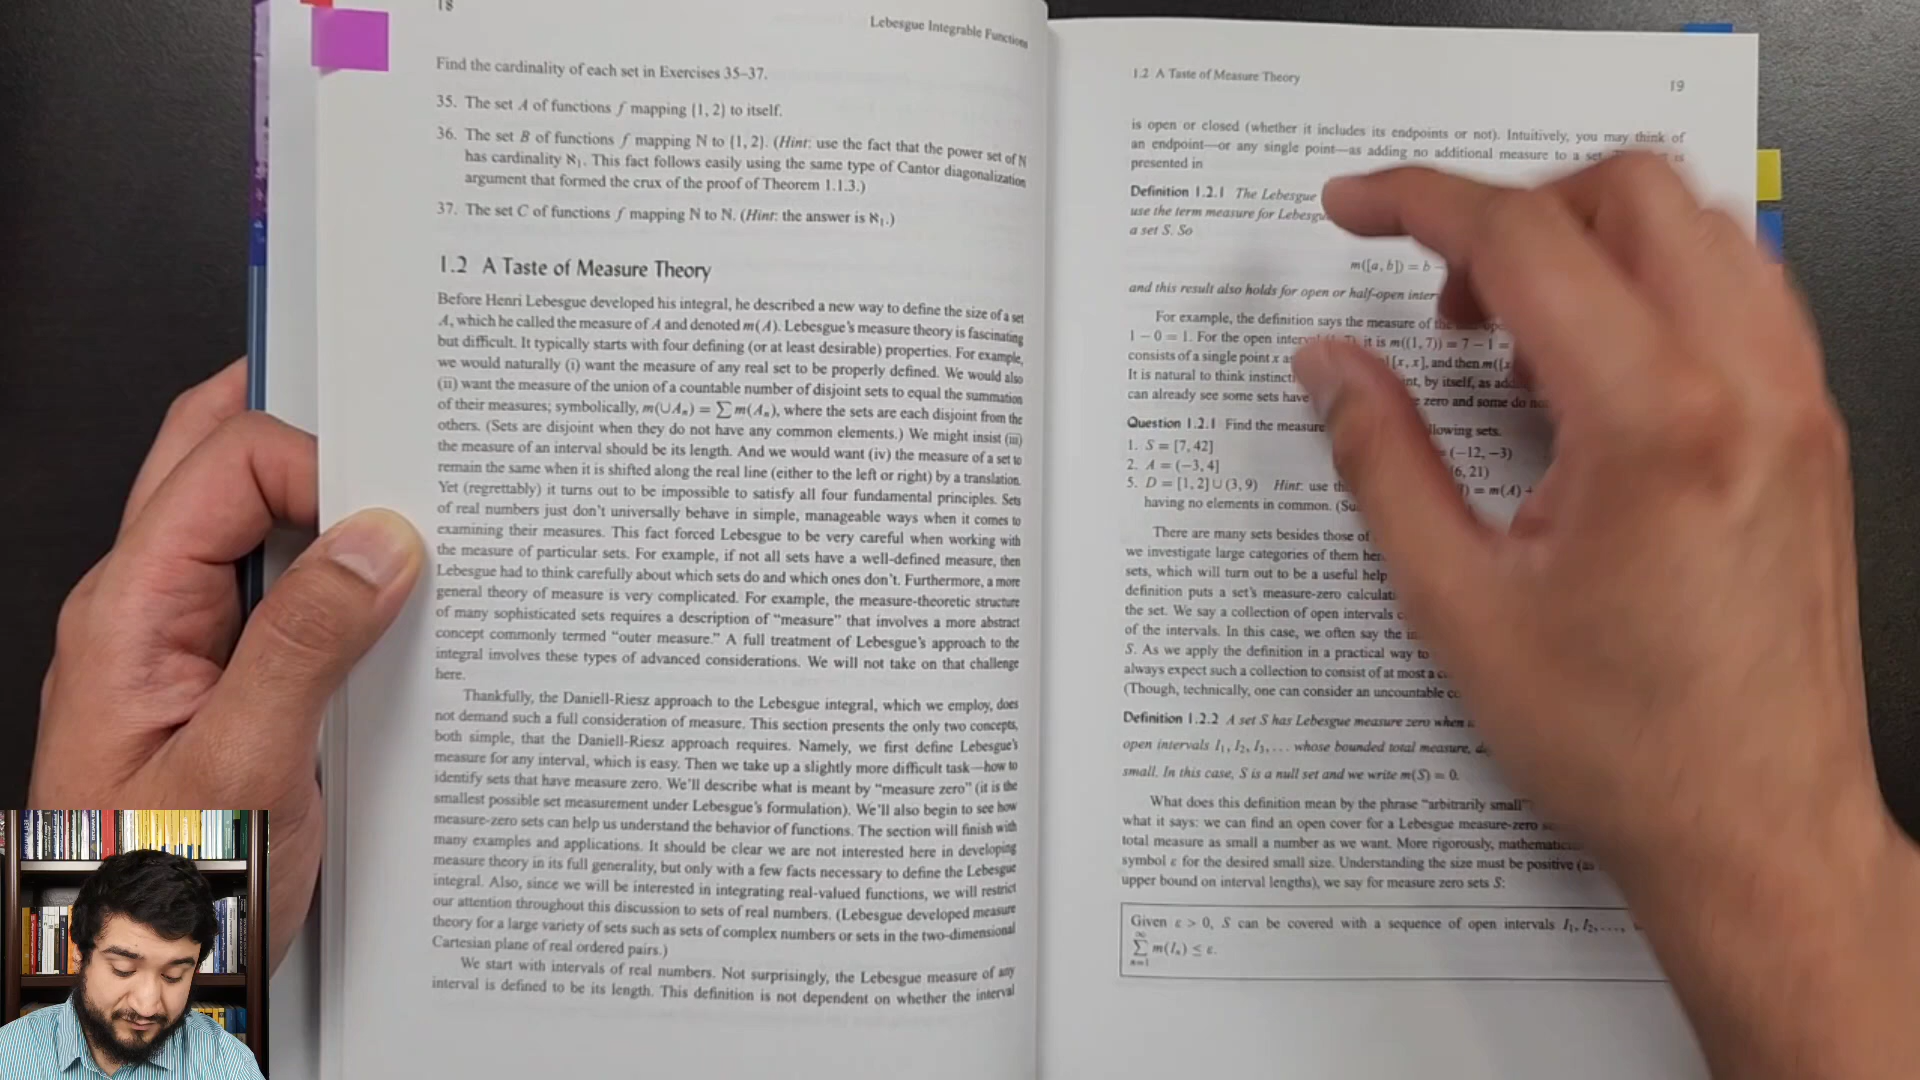 18
Lebesgue Integrable Functions
Find the cardinality of each set in Exercises 35–37.
35. The set A of functions f mapping {1, 2} to itself.
36. The set B of functions f mapping N to {1, 2}. (Hint: use the fact that the power set of N
has cardinality ℵ₁. This fact follows easily using the same type of Cantor diagonalization
argument that formed the crux of the proof of Theorem 1.1.3.)
37. The set C of functions f mapping N to N. (Hint: the answer is ℵ₁.)
1.2 A Taste of Measure Theory
Before Henri Lebesgue developed his integral, he described a new way to define the size of a set
A, which he called the measure of A and denoted m(A). Lebesgue's measure theory is fascinating
but difficult. It typically starts with four defining (or at least desirable) properties. For example,
we would naturally (i) want the measure of any real set to be properly defined. We would also
(ii) want the measure of the union of a countable number of disjoint sets to equal the summation
of their measures; symbolically, m(∪Aₙ) = ∑ m(Aₙ), where the sets are each disjoint from the
others. (Sets are disjoint when they do not have any common elements.) We might insist (iii)
the measure of an interval should be its length. And we would want (iv) the measure of a set to
remain the same when it is shifted along the real line (either to the left or right) by a translation.
Yet (regrettably) it turns out to be impossible to satisfy all four fundamental principles. Sets
of real numbers just don't universally behave in simple, manageable ways when it comes to
examining their measures. This fact forced Lebesgue to be very careful when working with
the measure of particular sets. For example, if not all sets have a well-defined measure, then
Lebesgue had to think carefully about which sets do and which ones don't. Furthermore, a more
general theory of measure is very complicated. For example, the measure-theoretic structure
of many sophisticated sets requires a description of "measure" that involves a more abstract
concept commonly termed "outer measure." A full treatment of Lebesgue's approach to the
integral involves these types of advanced considerations. We will not take on that challenge
here.
Thankfully, the Daniell-Riesz approach to the Lebesgue integral, which we employ, does
not demand such a full consideration of measure. This section presents the only two concepts,
both simple, that the Daniell-Riesz approach requires. Namely, we first define Lebesgue's
measure for any interval, which is easy. Then we take up a slightly more difficult task—how to
identify sets that have measure zero. We'll describe what is meant by "measure zero" (it is the
smallest possible set measurement under Lebesgue's formulation). We'll also begin to see how
measure-zero sets can help us understand the behavior of functions. The section will finish with
many examples and applications. It should be clear we are not interested here in developing
measure theory in its full generality, but only with a few facts necessary to define the Lebesgue
integral. Also, since we will be interested in integrating real-valued functions, we will restrict
our attention throughout this discussion to sets of real numbers. (Lebesgue developed measure
theory for a large variety of sets such as sets of complex numbers or sets in the two-dimensional
Cartesian plane of real ordered pairs.)
We start with intervals of real numbers. Not surprisingly, the Lebesgue measure of any
interval is defined to be its length. This definition is not dependent on whether the interval
1.2 A Taste of Measure Theory
19
is open or closed (whether it includes its endpoints or not). Intuitively, you may think of
an endpoint—or any single point—as adding no additional measure to a set.
presented in
Definition 1.2.1 The Lebesgue
use the term measure for
a set S. So
m([a, b]) = b −
and this result also holds for open or half-open
For example, the definition says the measure of the
1 − 0 = 1. For the open it is m((1, 7)) = 7 − 1 =
consists of a single point x [x, x], and then
It is natural to think by itself, as
can already see some sets have zero and some do
Question 1.2.1 Find the measure following sets.
1. S = [7, 42] (−12, −3)
2. A = (−3, 4] 21)
5. D = [1, 2] ∪ (3, 9) Hint: use = m(A) +
having no elements in common.
There are many sets besides those of
we investigate large categories of them
sets, which will turn out to be a useful help
definition puts a set's measure-zero
the set. We say a collection of open intervals
of the intervals. In this case, we often say the
S. As we apply the definition in a practical way to
always expect such a collection to consist of at most a
(Though, technically, one can consider an uncountable
Definition 1.2.2 A set S has Lebesgue measure zero when
open intervals I₁, I₂, I₃, … whose bounded total measure,
small. In this case, S is a null set and we write m(S) = 0.
What does this definition mean by the phrase "arbitrarily small"
what it says: we can find an open cover for a Lebesgue measure-zero
total measure as small a number as we want. More rigorously,
symbol ε for the desired small size. Understanding the size must be positive (as
upper bound on interval lengths), we say for measure zero sets S:
Given ε > 0, S can be covered with a sequence of open intervals I₁, I₂, …,
∑ₙ₌₁^∞ m(Iₙ) ≤ ε.